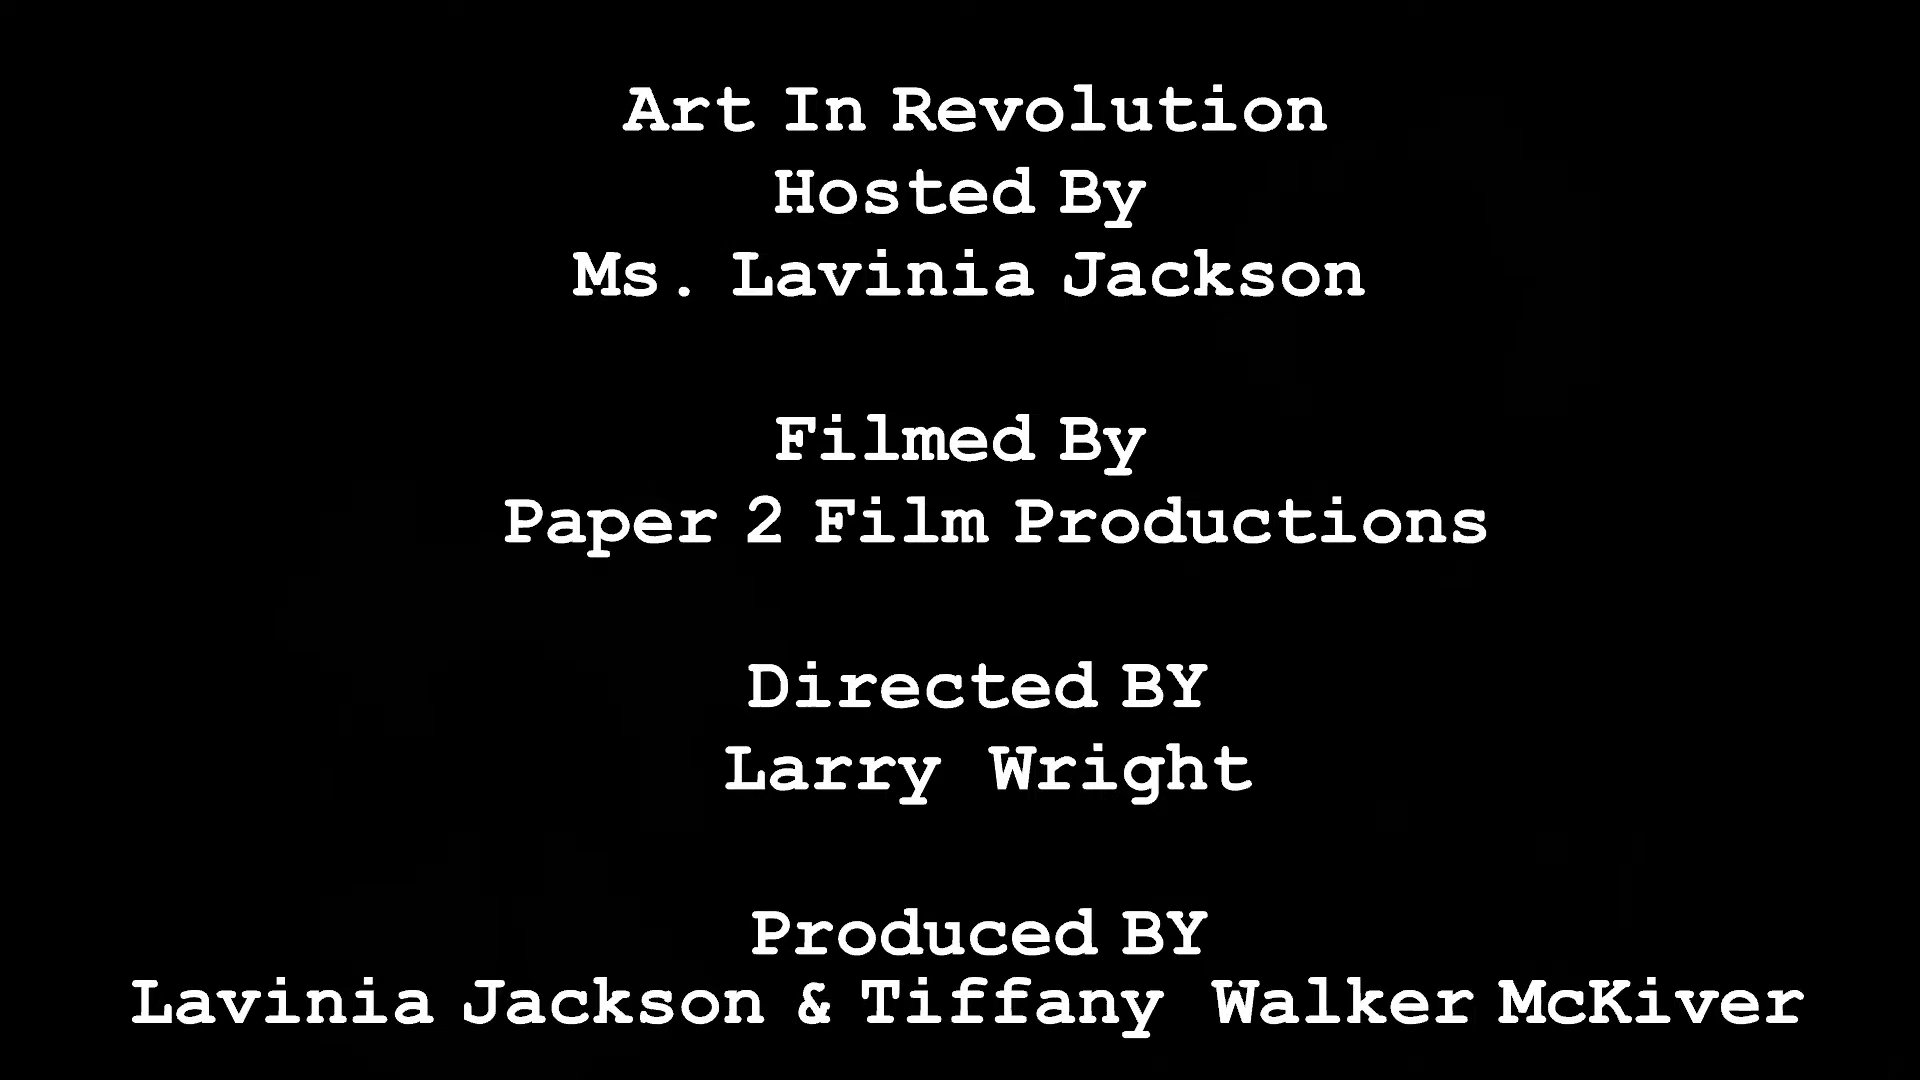 Art In Revolution
Hosted By
Ms. Lavinia Jackson
Filmed By
Paper 2 Film Productions
Directed BY
Larry Wright
Produced BY
Lavinia Jackson & Tiffany Walker McKiver